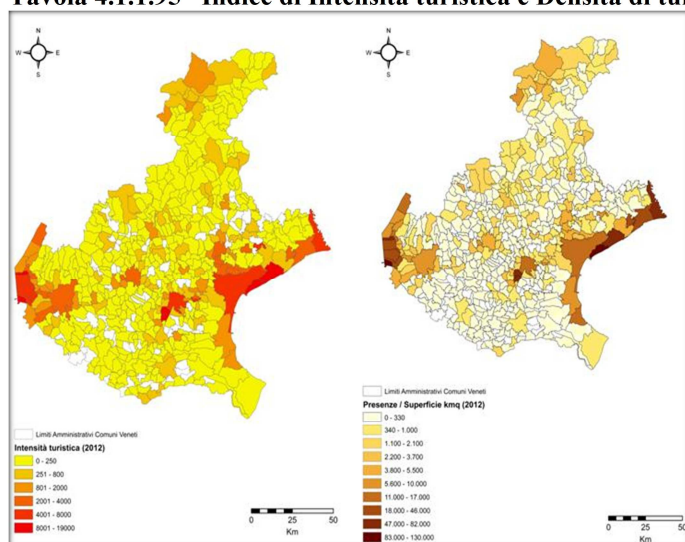 Tavola 4.1.1.95 Indice di Intensità turistica e Densità di
N
W E
S
N
W E
S
Limiti Amministrativi Comuni Veneti
Intensità turistica (2012)
0 - 250
251 - 800
801 - 2000
2001 - 4000
4001 - 8000
8001 - 19000
0 25 50
Km
Limiti Amministrativi Comuni Veneti
Presenze / Superficie kmq (2012)
0 - 330
340 - 1.000
1.100 - 2.100
2.200 - 3.700
3.800 - 5.500
5.600 - 10.000
11.000 - 17.000
18.000 - 46.000
47.000 - 82.000
83.000 - 130.000
0 25 50
Km